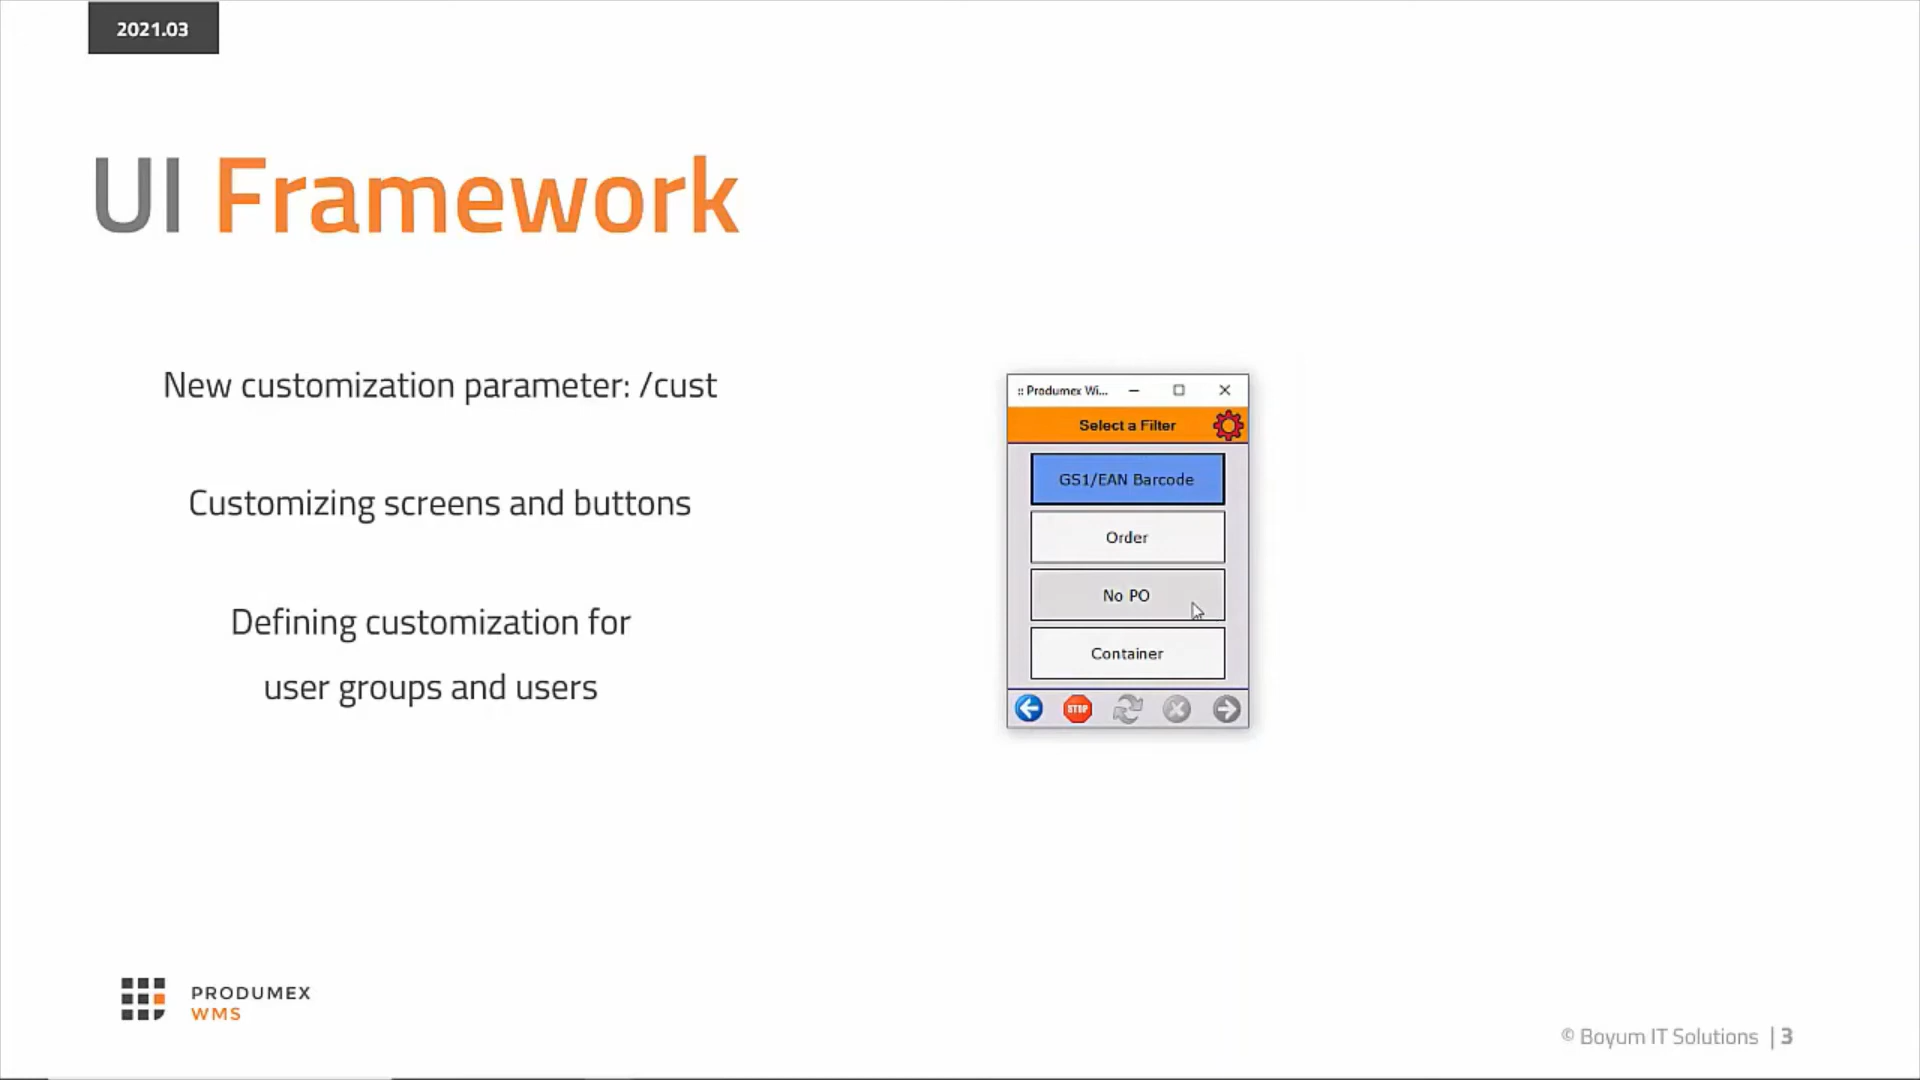 2021.03
UI Framework
New customization parameter: /cust
Customizing screens and buttons
Defining customization for
user groups and users
:: Produmex Wi...
Select a Filter
GS1/EAN Barcode
Order
No PO
Container
STOP
PRODUMEX
WMS
© Boyum IT Solutions | 3